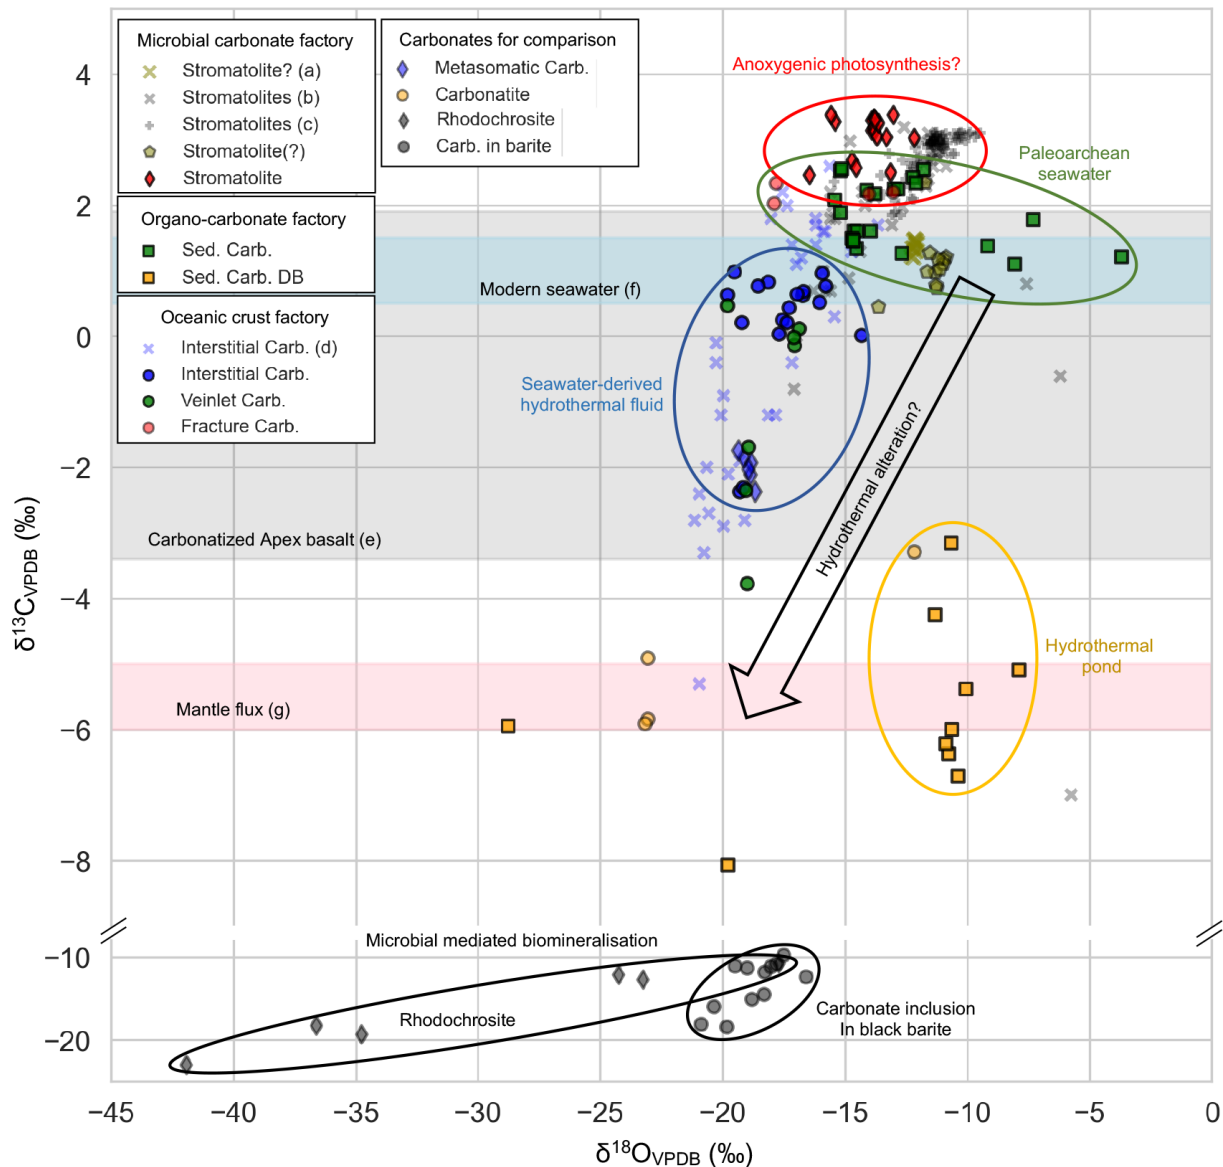 Microbial carbonate factory
Stromatolite? (a)
Stromatolites (b)
Stromatolites (c)
Stromatolite(?)
Stromatolite
Organo-carbonate factory
Sed. Carb.
Sed. Carb. DB
Oceanic crust factory
Interstitial Carb. (d)
Interstitial Carb.
Veinlet Carb.
Fracture Carb.
Carbonates for comparison
Metasomatic Carb.
Carbonatite
Rhodochrosite
Carb. in barite
Anoxygenic photosynthesis?
Paleoarchean
seawater
Modern seawater (f)
Seawater-derived
hydrothermal fluid
Hydrothermal alteration?
Carbonatized Apex basalt (e)
Hydrothermal
pond
Mantle flux (g)
Microbial mediated biomineralisation
Rhodochrosite
Carbonate inclusion
In black barite
4
2
0
−2
−4
−6
−8
−10
−20
δ13CVPDB (‰)
−45 −40 −35 −30 −25 −20 −15 −10 −5 0
δ18OVPDB (‰)